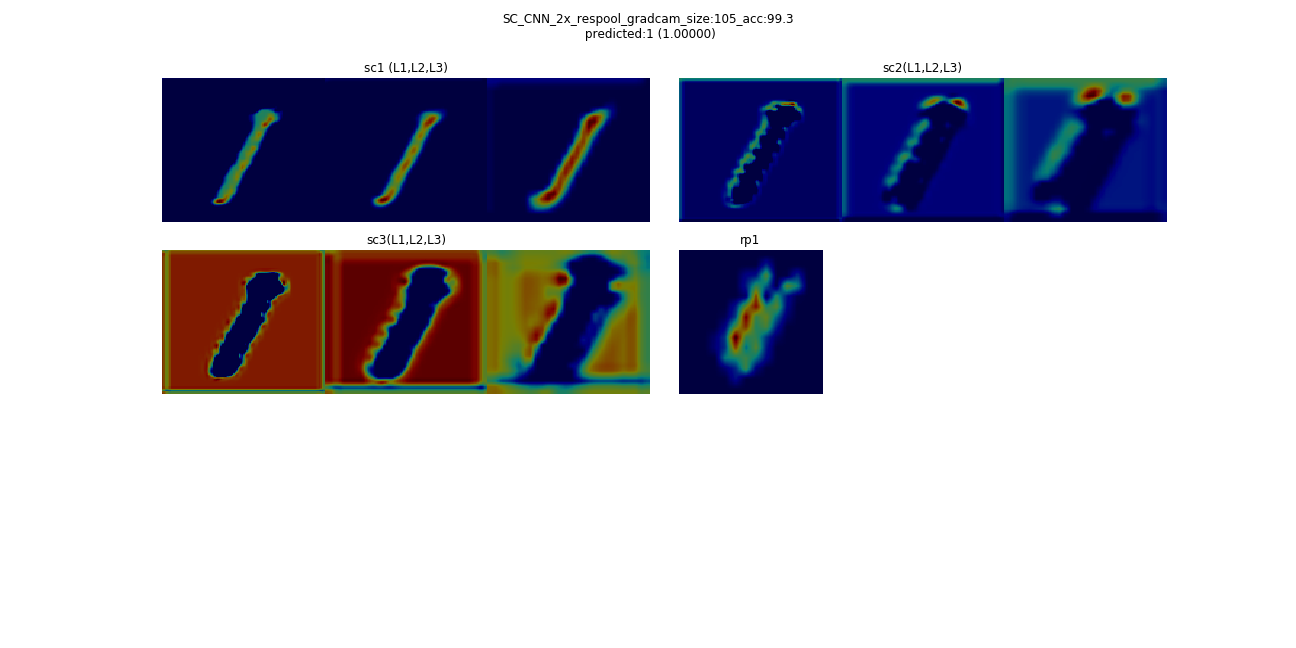 SC_CNN_2x_respool_gradcam_size:105_acc:99.3
predicted:1 (1.00000)
sc1 (L1,L2,L3)
sc2(L1,L2,L3)
sc3(L1,L2,L3)
rp1